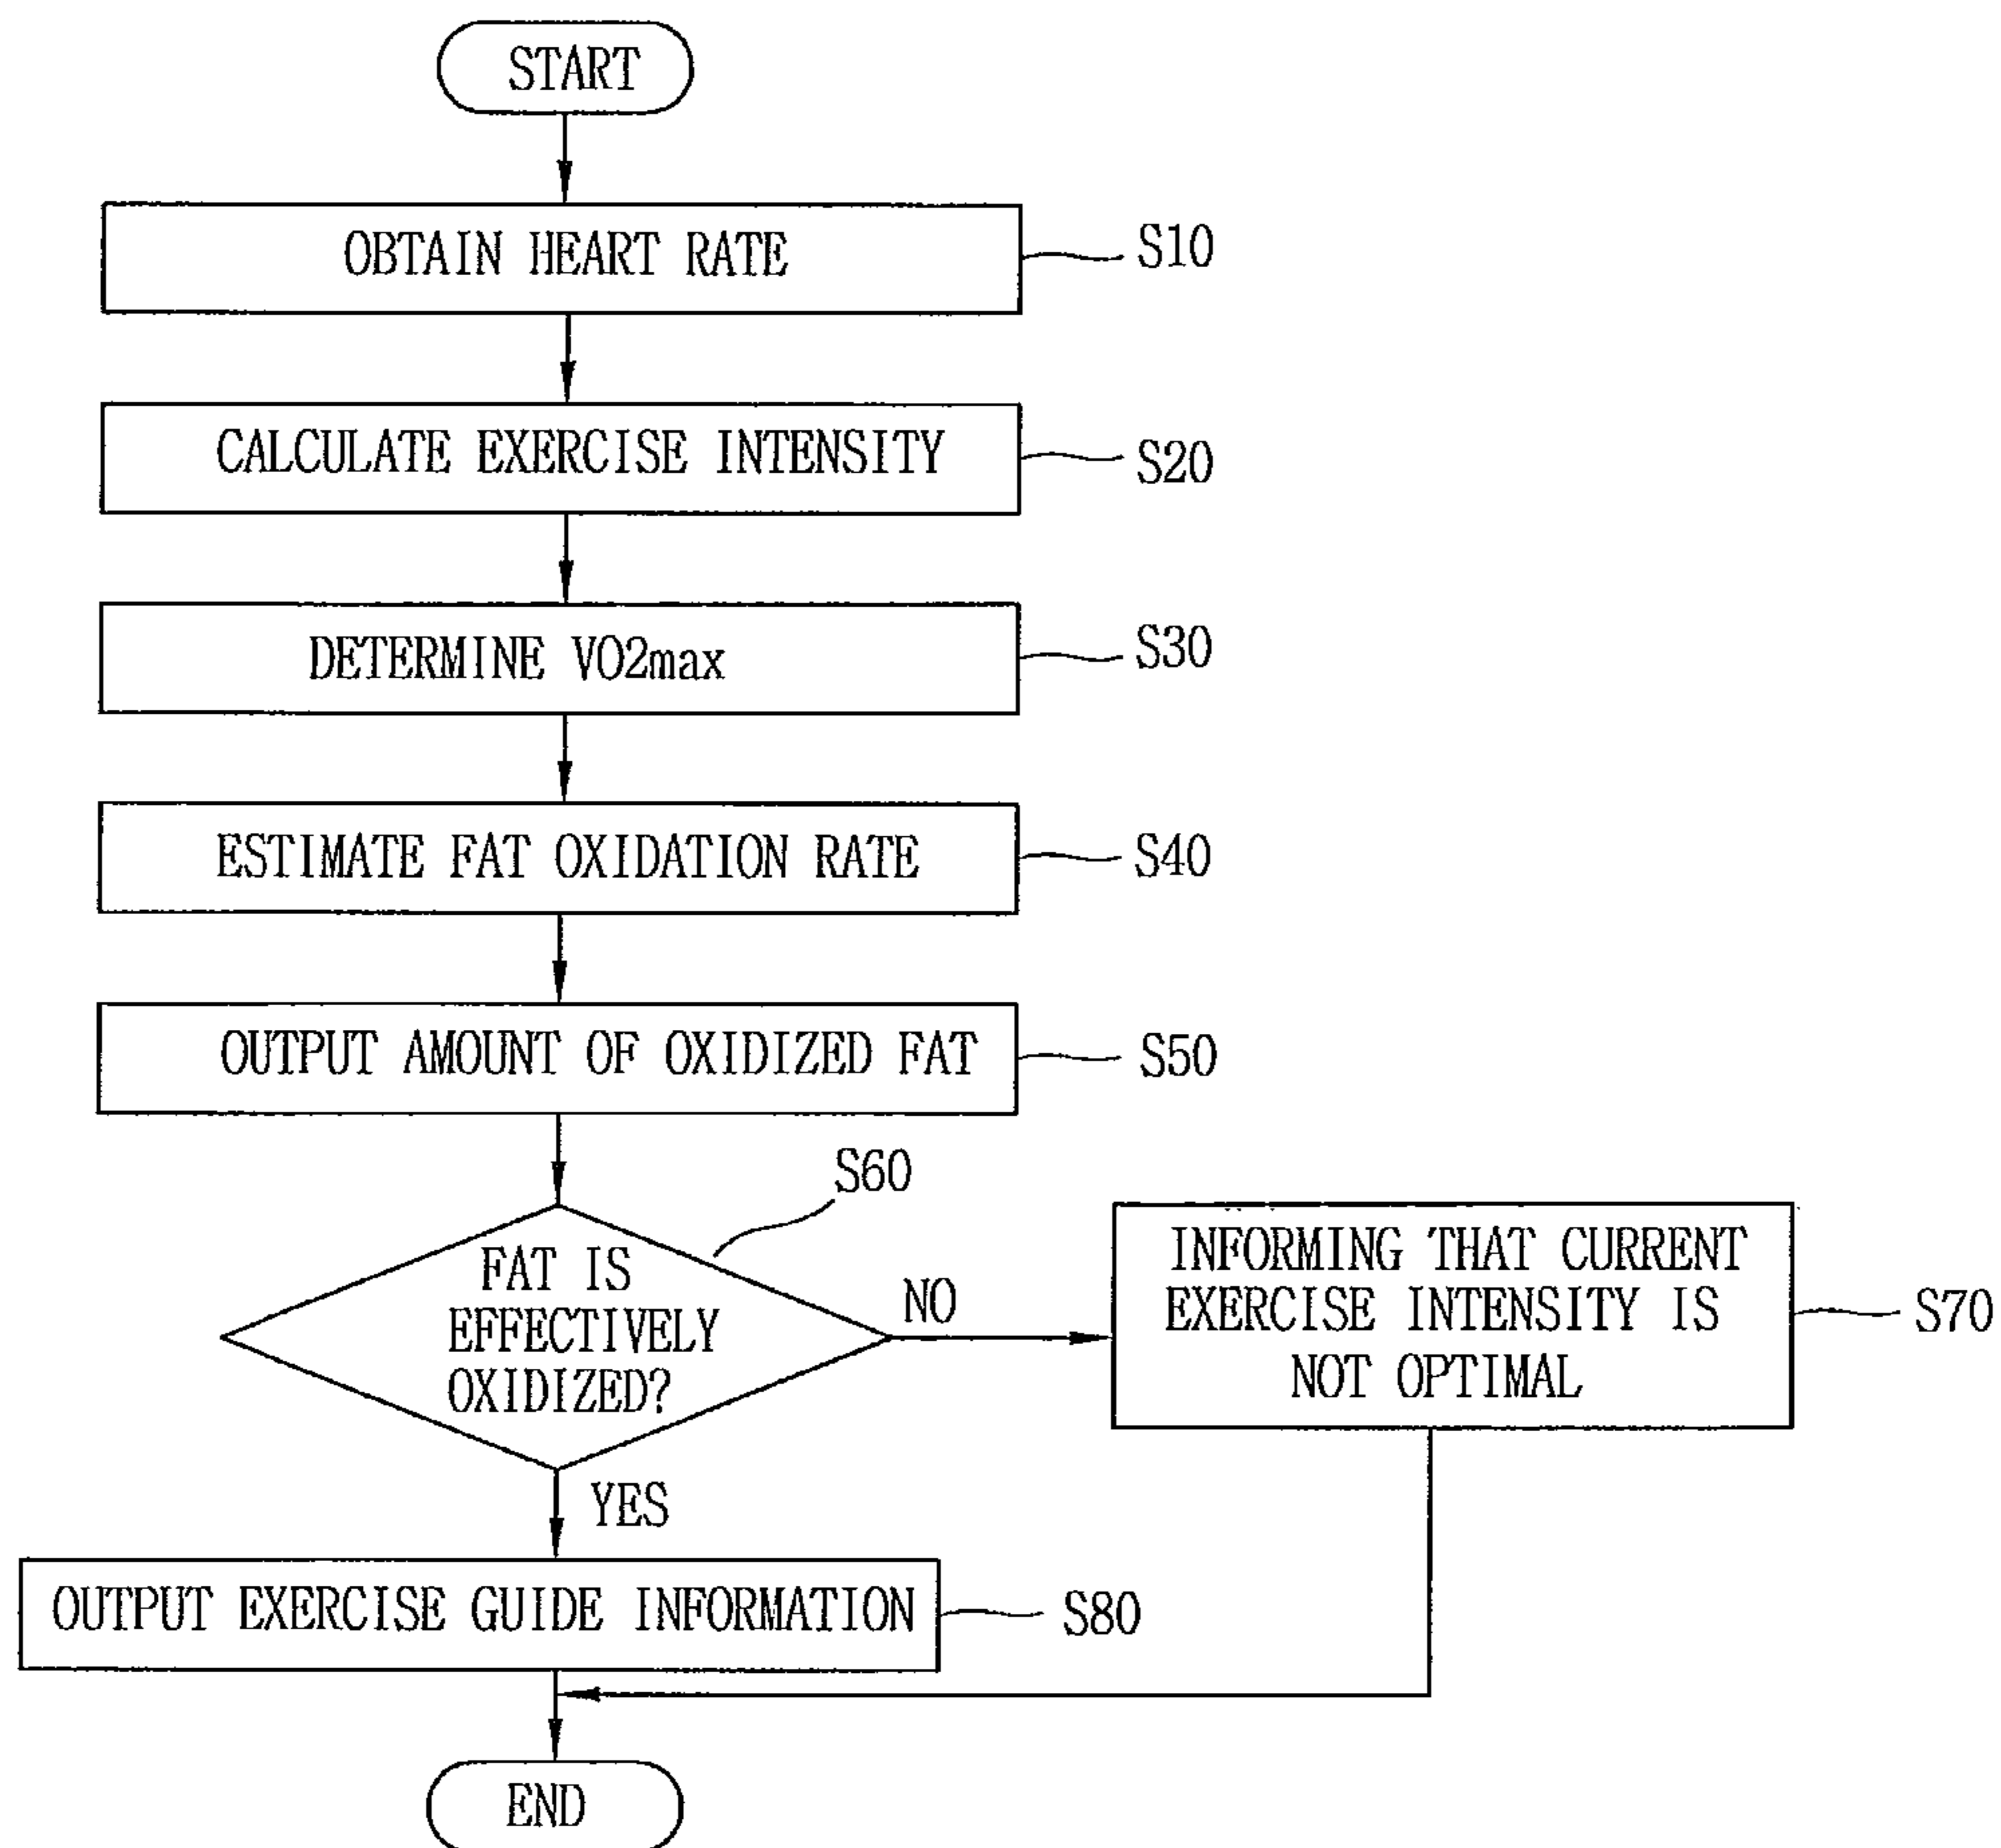 START
OBTAIN HEART RATE
S10
CALCULATE EXERCISE INTENSITY
S20
DETERMINE VO2max
S30
ESTIMATE FAT OXIDATION RATE
S40
OUTPUT AMOUNT OF OXIDIZED FAT
S50
S60
FAT IS
EFFECTIVELY
OXIDIZED?
NO
INFORMING THAT CURRENT
EXERCISE INTENSITY IS
NOT OPTIMAL
S70
YES
OUTPUT EXERCISE GUIDE INFORMATION
S80
END